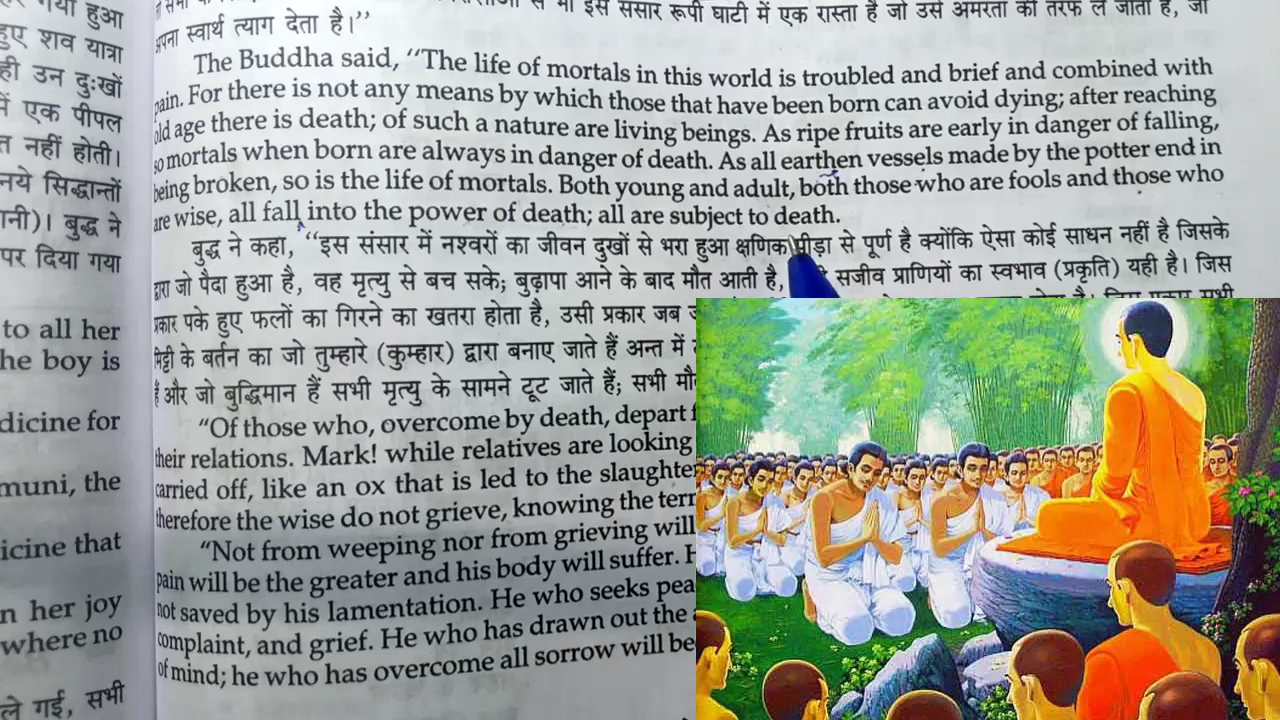 गया हुआ
हुए शव यात्रा
ही उन दुःखों
में एक पीपल
त नहीं होती।
नये सिद्धान्तों
गानी)। बुद्ध ने
पर दिया गया
to all her
he boy is
dicine for
muni, the
icine that
n her joy
where no
ले गई, सभी
से भी इस संसार रूपी घाटी में एक रास्ता है जो उसे अमरता की तरफ ले जाता है, जो
अपना स्वार्थ त्याग देता है।”
The Buddha said, “The life of mortals in this world is troubled and brief and combined with
pain. For there is not any means by which those that have been born can avoid dying; after reaching
old age there is death; of such a nature are living beings. As ripe fruits are early in danger of falling,
so mortals when born are always in danger of death. As all earthen vessels made by the potter end in
being broken, so is the life of mortals. Both young and adult, both those who are fools and those who
are wise, all fall into the power of death; all are subject to death.
बुद्ध ने कहा, “इस संसार में नश्वरों का जीवन दुखों से भरा हुआ क्षणिक पीड़ा से पूर्ण है क्योंकि ऐसा कोई साधन नहीं है जिसके
द्वारा जो पैदा हुआ है, वह मृत्यु से बच सके; बुढ़ापा आने के बाद मौत आती है, सजीव प्राणियों का स्वभाव (प्रकृति) यही है। जिस
प्रकार पके हुए फलों का गिरने का खतरा होता है, उसी प्रकार जब
मिट्टी के बर्तन का जो तुम्हारे (कुम्हार) द्वारा बनाए जाते हैं अन्त में
हैं और जो बुद्धिमान हैं सभी मृत्यु के सामने टूट जाते हैं; सभी मौ
“Of those who, overcome by death, depart f
their relations. Mark! while relatives are looking
carried off, like an ox that is led to the slaughte
therefore the wise do not grieve, knowing the terr
“Not from weeping nor from grieving will
pain will be the greater and his body will suffer. H
not saved by his lamentation. He who seeks pea
complaint, and grief. He who has drawn out the
of mind; he who has overcome all sorrow will be